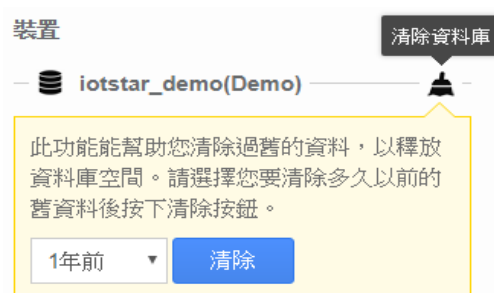 裝置
清除資料庫
iotstar_demo(Demo)
此功能能幫助您清除過舊的資料，以釋放
資料庫空間。請選擇您要清除多久以前的
舊資料後按下清除按鈕。
1年前
清除